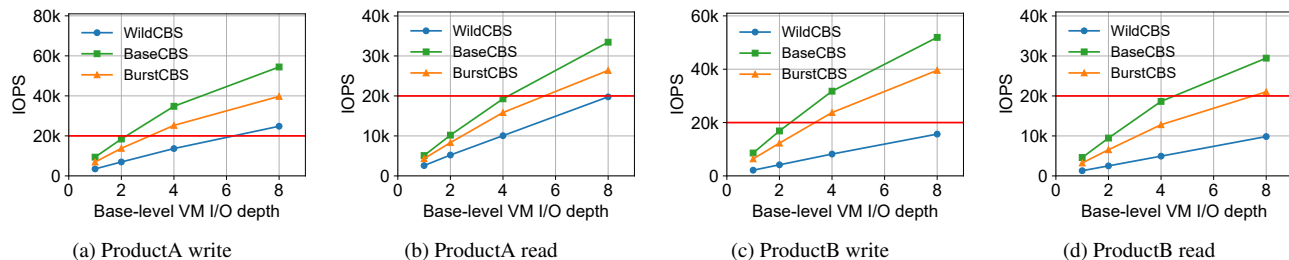 80k
60k
40k
20k
0
IOPS
WildCBS
BaseCBS
BurstCBS
0 2 4 6 8
Base-level VM I/O depth
(a) ProductA write
40k
30k
20k
10k
0
IOPS
WildCBS
BaseCBS
BurstCBS
0 2 4 6 8
Base-level VM I/O depth
(b) ProductA read
60k
40k
20k
0
IOPS
WildCBS
BaseCBS
BurstCBS
0 2 4 6 8
Base-level VM I/O depth
(c) ProductB write
40k
30k
20k
10k
0
IOPS
WildCBS
BaseCBS
BurstCBS
0 2 4 6 8
Base-level VM I/O depth
(d) ProductB read